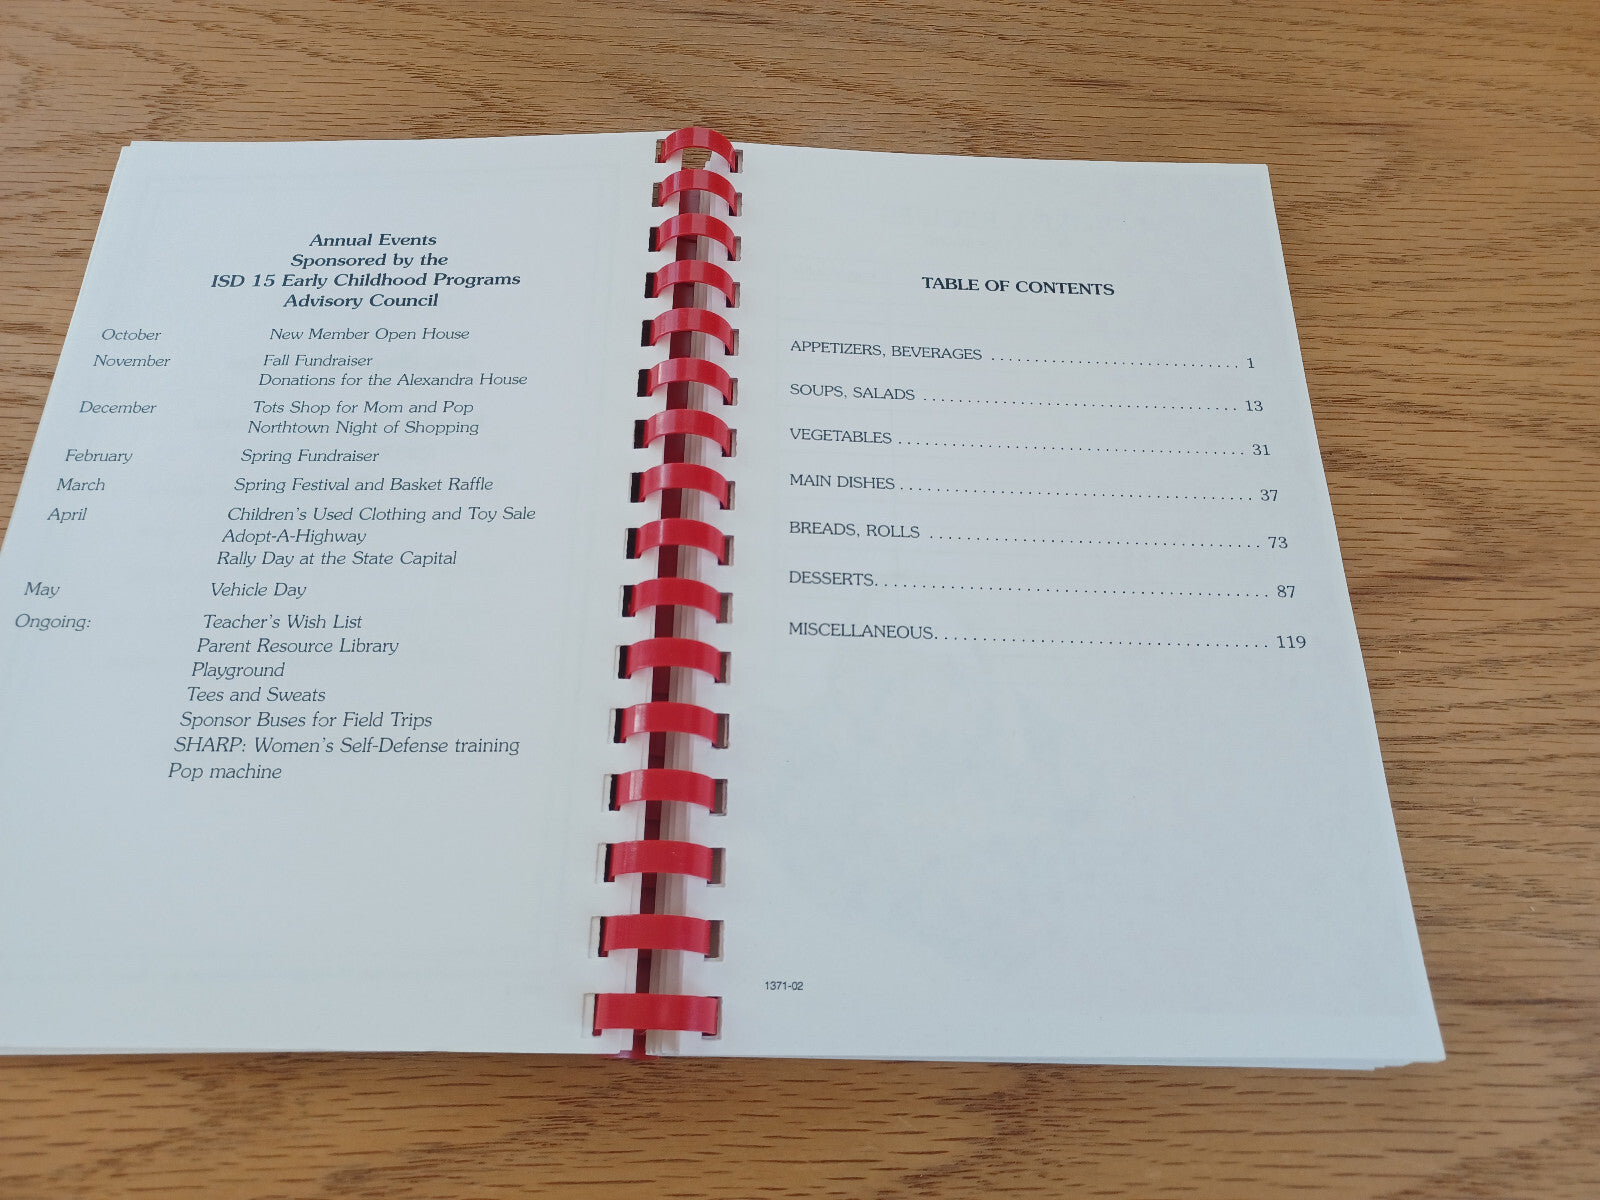 Annual Events
Sponsored by the
ISD 15 Early Childhood Programs
Advisory Council
October New Member Open House
November Fall Fundraiser
Donations for the Alexandra House
December Tots Shop for Mom and Pop
Northtown Night of Shopping
February Spring Fundraiser
March Spring Festival and Basket Raffle
April Children's Used Clothing and Toy Sale
Adopt-A-Highway
Rally Day at the State Capital
May Vehicle Day
Ongoing: Teacher's Wish List
Parent Resource Library
Playground
Tees and Sweats
Sponsor Buses for Field Trips
SHARP: Women's Self-Defense training
Pop machine
TABLE OF CONTENTS
APPETIZERS, BEVERAGES 1
SOUPS, SALADS 13
VEGETABLES 31
MAIN DISHES 37
BREADS, ROLLS 73
DESSERTS 87
MISCELLANEOUS 119
1371-02